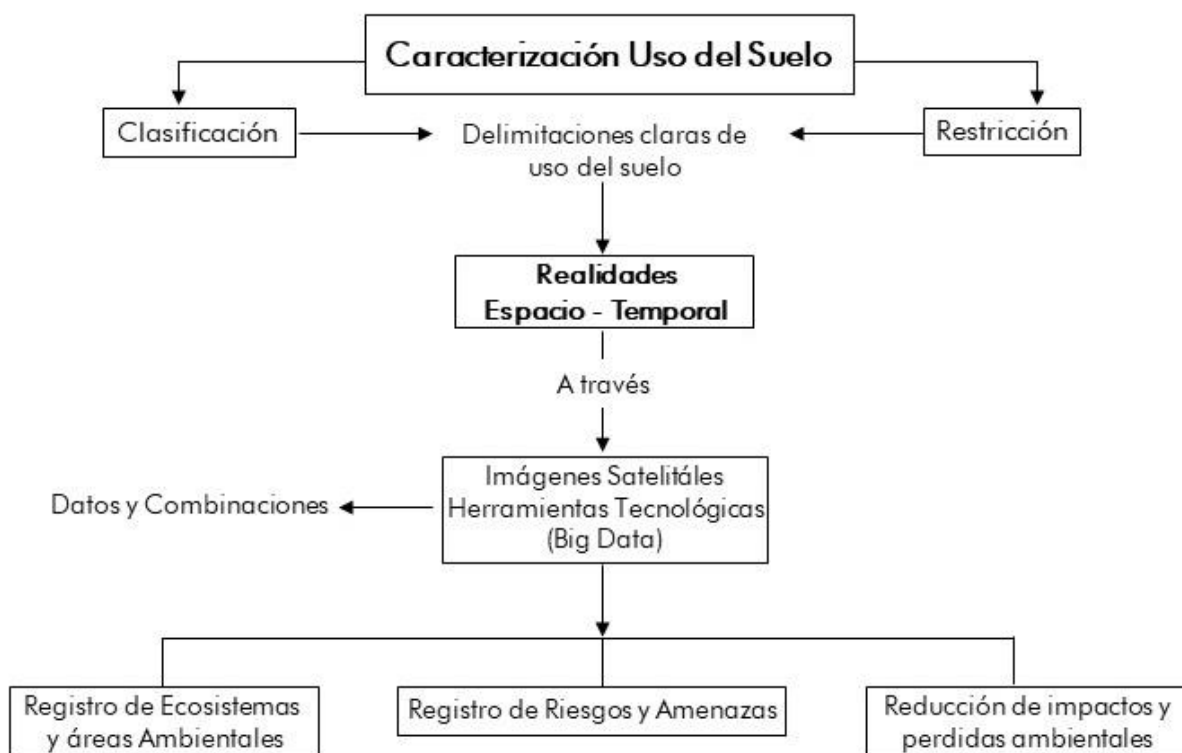 Caracterización Uso del Suelo
Clasificación
Delimitaciones claras de
uso del suelo
Restricción
Realidades
Espacio - Temporal
A través
Imágenes Satelitáles
Herramientas Tecnológicas
(Big Data)
Datos y Combinaciones
Registro de Ecosistemas
y áreas Ambientales
Registro de Riesgos y Amenazas
Reducción de impactos y
perdidas ambientales